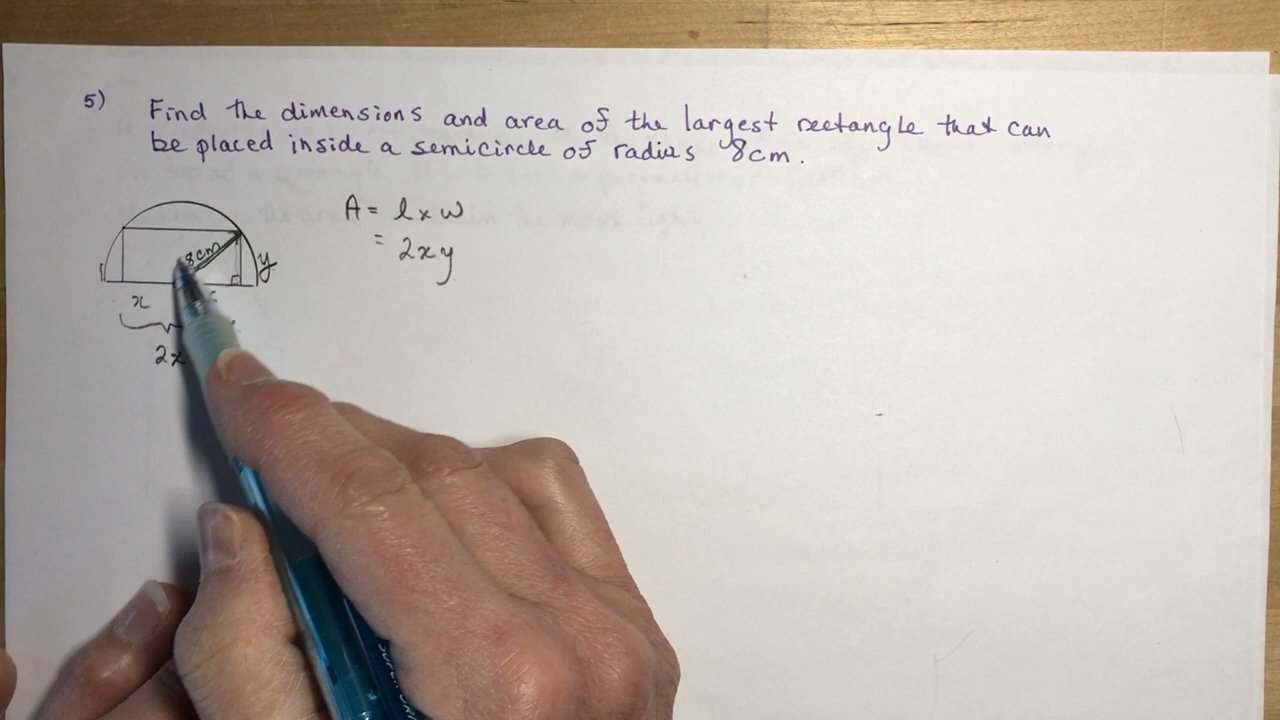 5) Find the dimensions and area of the largest rectangle that can
be placed inside a semicircle of radius 8cm.
A = l x w
= 2xy
8cm
y
x
2x